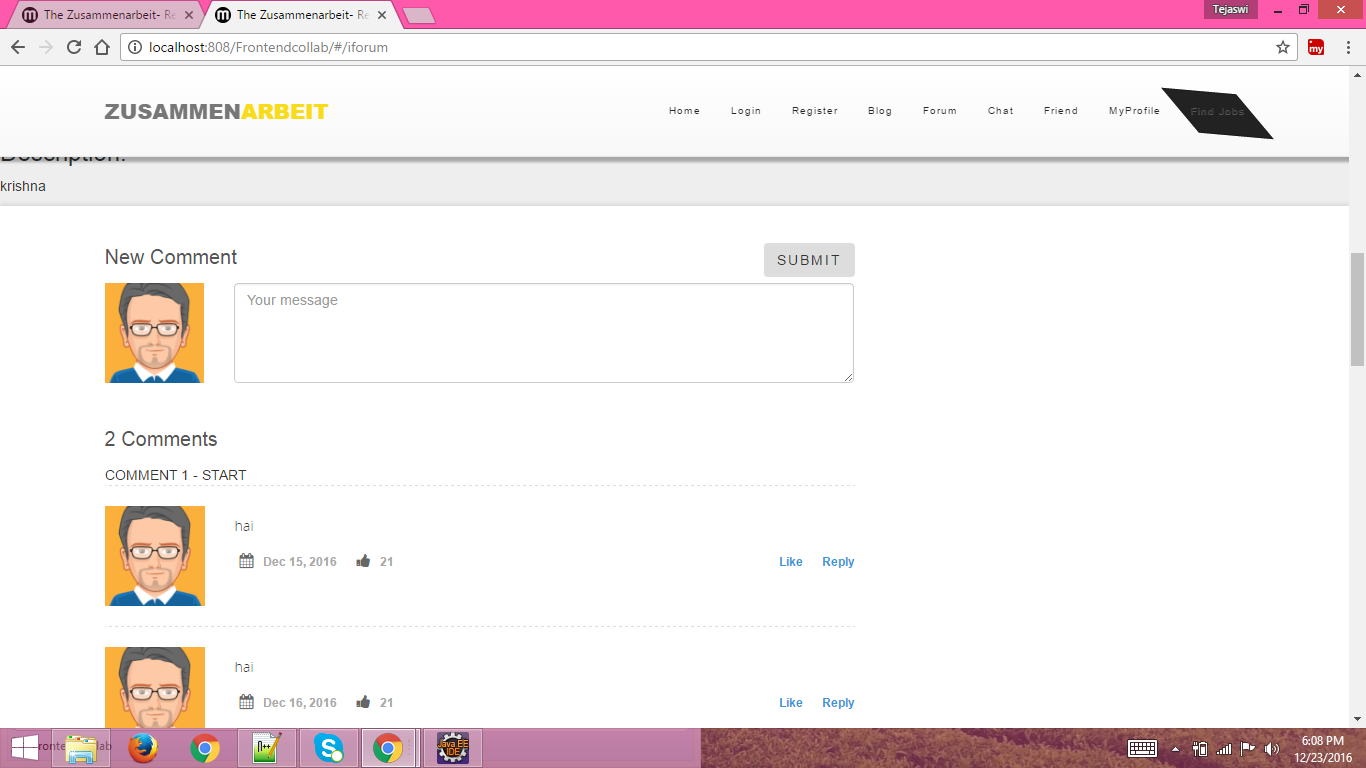 The Zusammenarbeit- Re
The Zusammenarbeit- Re
Tejaswi
localhost:808/Frontendcollab/#/iforum
my
ZUSAMMENARBEIT
Home Login Register Blog Forum Chat Friend MyProfile Find Jobs
Description:
krishna
New Comment
SUBMIT
Your message
2 Comments
COMMENT 1 - START
hai
Dec 15, 2016 21 Like Reply
hai
Dec 16, 2016 21 Like Reply
Java EE
IDE
6:08 PM
12/23/2016